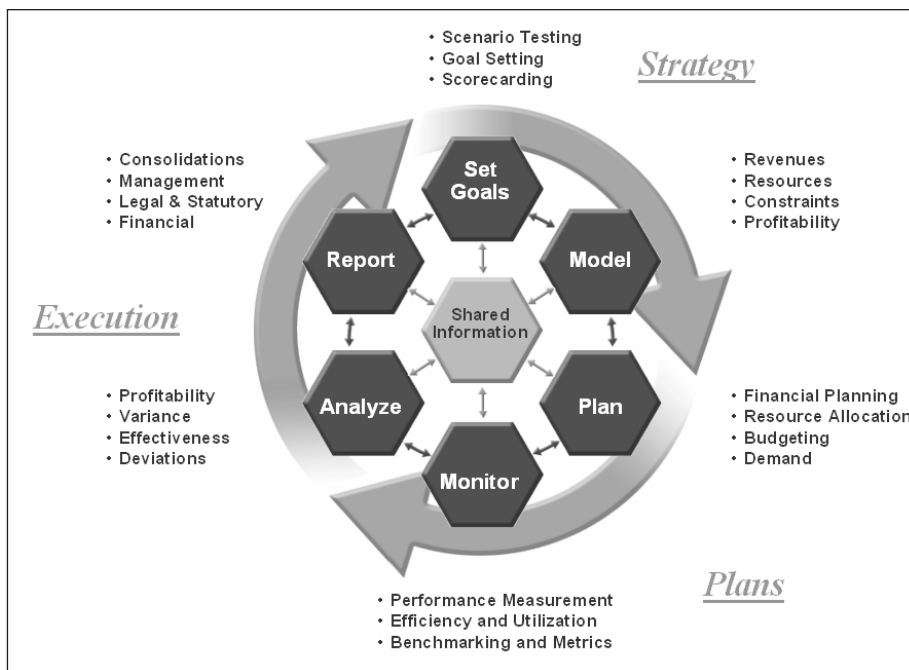 • Scenario Testing
• Goal Setting
• Scorecarding
Strategy
• Consolidations
• Management
• Legal & Statutory
• Financial
Set
Goals
• Revenues
• Resources
• Constraints
• Profitability
Report
Model
Shared
Information
Execution
Analyze
Plan
• Profitability
• Variance
• Effectiveness
• Deviations
• Financial Planning
• Resource Allocation
• Budgeting
• Demand
Monitor
Plans
• Performance Measurement
• Efficiency and Utilization
• Benchmarking and Metrics